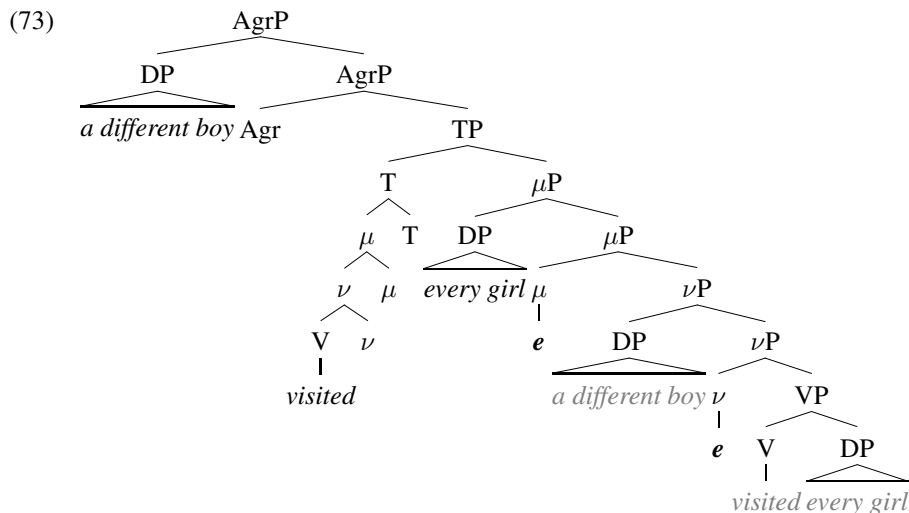 (73) AgrP
DP AgrP
a different boy Agr TP
T μP
μ T DP μP
ν μ every girl μ νP
V ν e DP νP
visited a different boy ν VP
e V DP
visited every girl